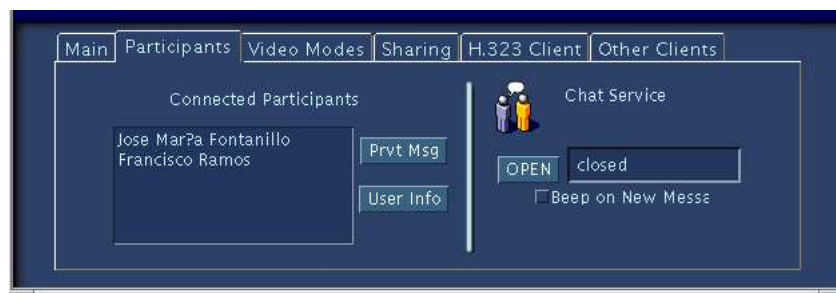 Main Participants Video Modes Sharing H.323 Client Other Clients
Connected Participants
Jose Mar?a Fontanillo
Francisco Ramos
Prvt Msg
User Info
Chat Service
OPEN closed
Beep on New Messa